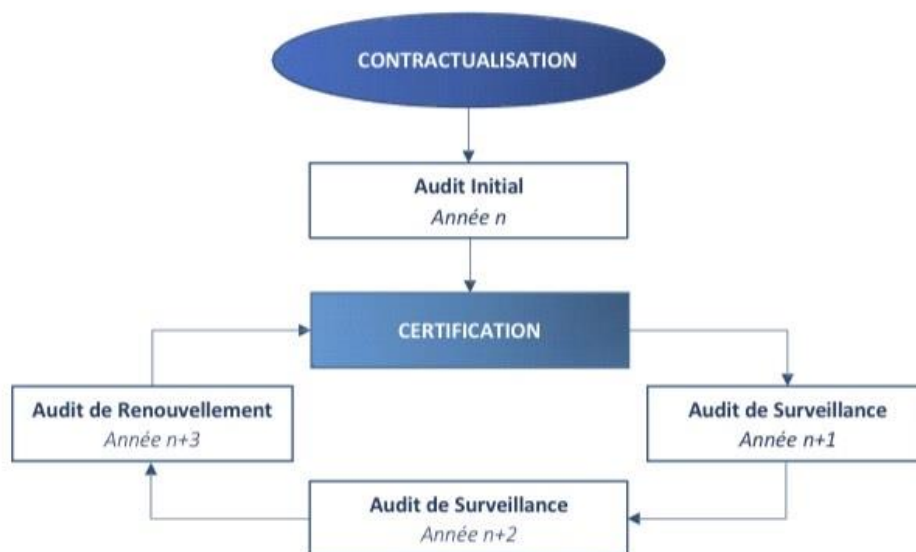 CONTRACTUALISATION
Audit Initial
Année n
CERTIFICATION
Audit de Renouvellement
Année n+3
Audit de Surveillance
Année n+1
Audit de Surveillance
Année n+2